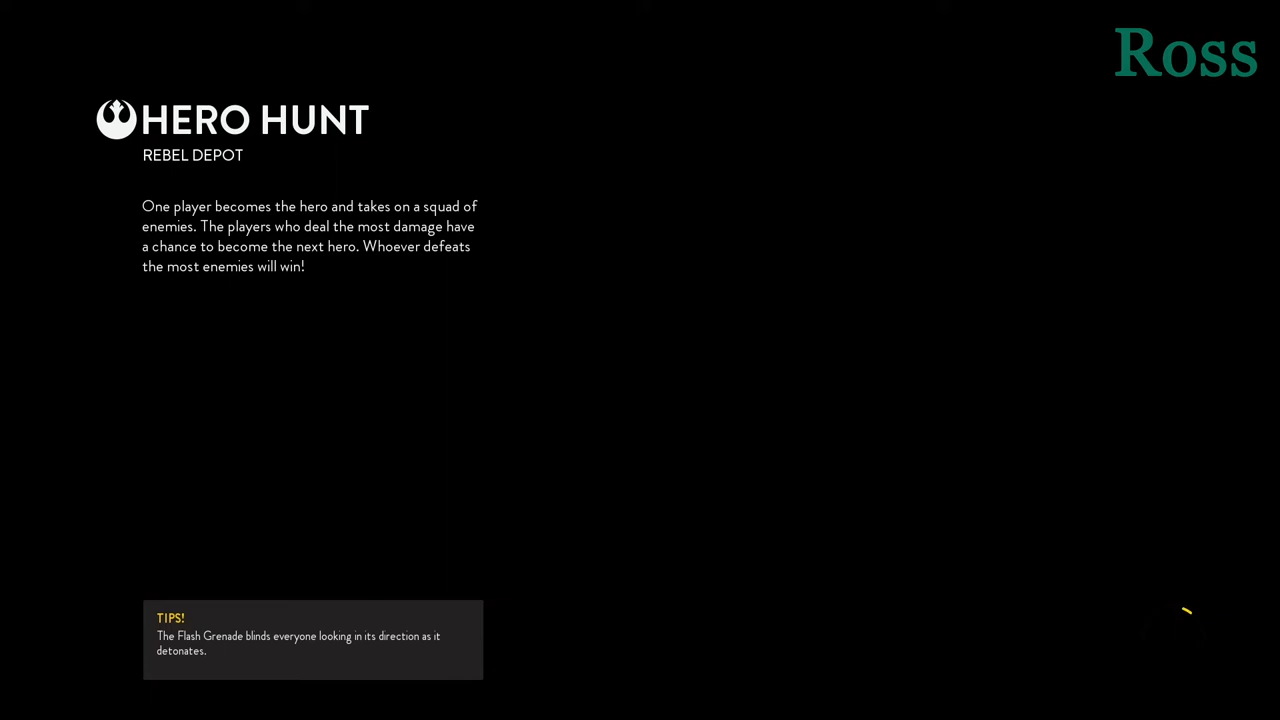 Ross
HERO HUNT
REBEL DEPOT
One player becomes the hero and takes on a squad of
enemies. The players who deal the most damage have
a chance to become the next hero. Whoever defeats
the most enemies will win!
TIPS!
The Flash Grenade blinds everyone looking in its direction as it
detonates.